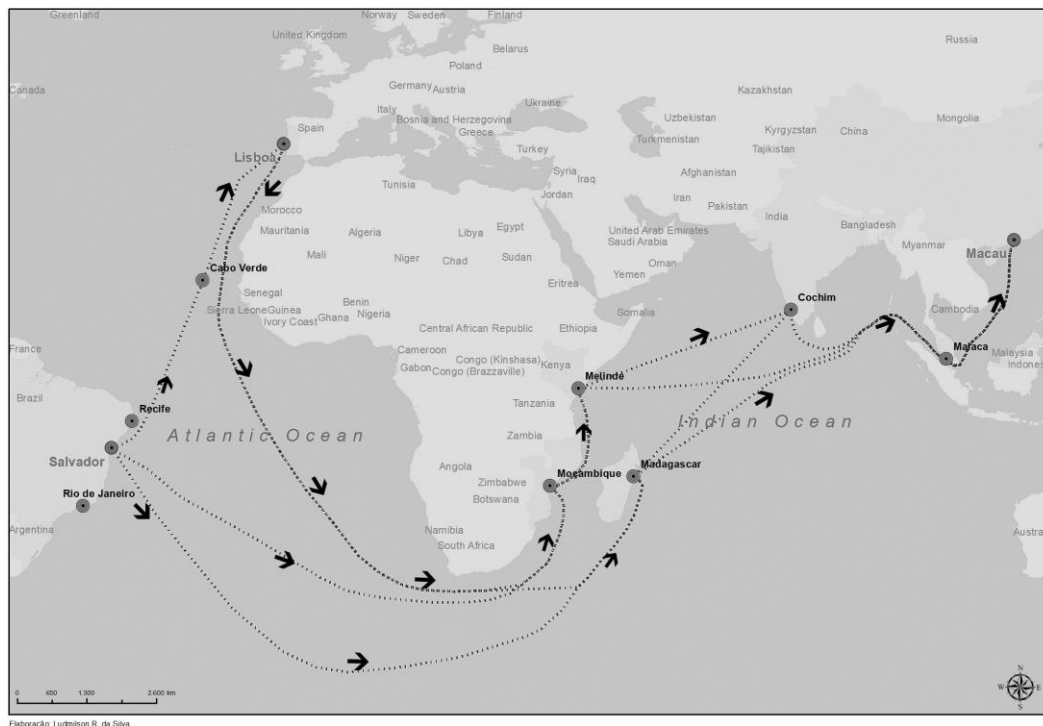 Greenland
Norway
Sweden
Finland
United Kingdom
Russia
Belarus
Poland
Canada
Germany
Austria
Kazakhstan
Ukraine
Italy
Bosnia and Herzegovina
Greece
Uzbekistan
Mongolia
Spain
Kyrgyzstan
China
Turkmenistan
Tajikistan
Turkey
Lisboa
Syria
Iraq
Afghanistan
Tunisia
Jordan
Iran
Pakistan
Morocco
India
Bangladesh
Mauritania
Algeria
Libya
Egypt
United Arab Emirates
Saudi Arabia
Myanmar
Macau
Mali
Niger
Chad
Sudan
Oman
Cabo Verde
Yemen
Eritrea
Senegal
Cochim
Sierra Leone
Guinea
Benin
Ivory Coast
Ghana
Nigeria
Somalia
Cambodia
Central African Republic
Ethiopia
France
Cameroon
Malaca
Malaysia
Congo (Kinshasa)
Kenya
Indones
Gabon
Congo (Brazzaville)
Melinde
Brazil
Tanzania
Recife
Atlantic Ocean
Indian Ocean
Zambia
Salvador
Angola
Moçambique
Madagascar
Zimbabwe
Rio de Janeiro
Botswana
Argentina
Namibia
South Africa
Austra
N
W
E
S
0 650 1.300 2.600 km
Elaboração: Ludmilson R. da Silva